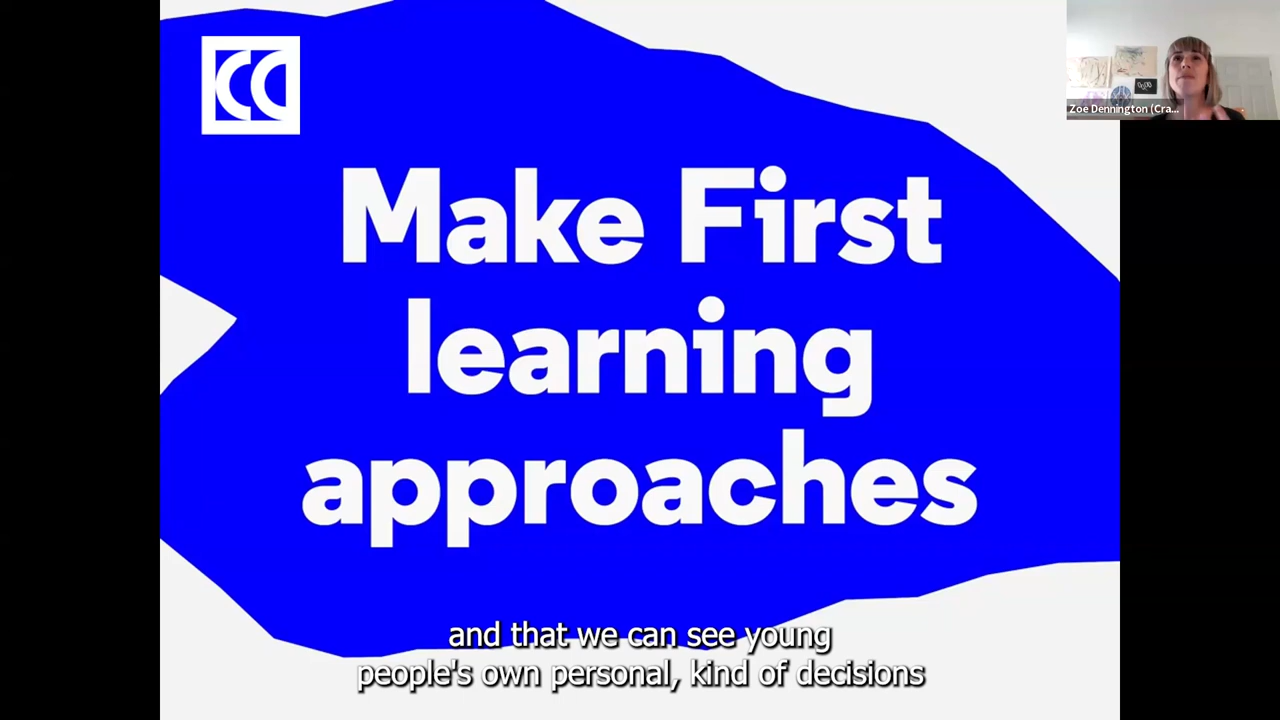 CC
Zoe Dennington (Cra...
Make First
learning
approaches
and that we can see young
people's own personal, kind of decisions